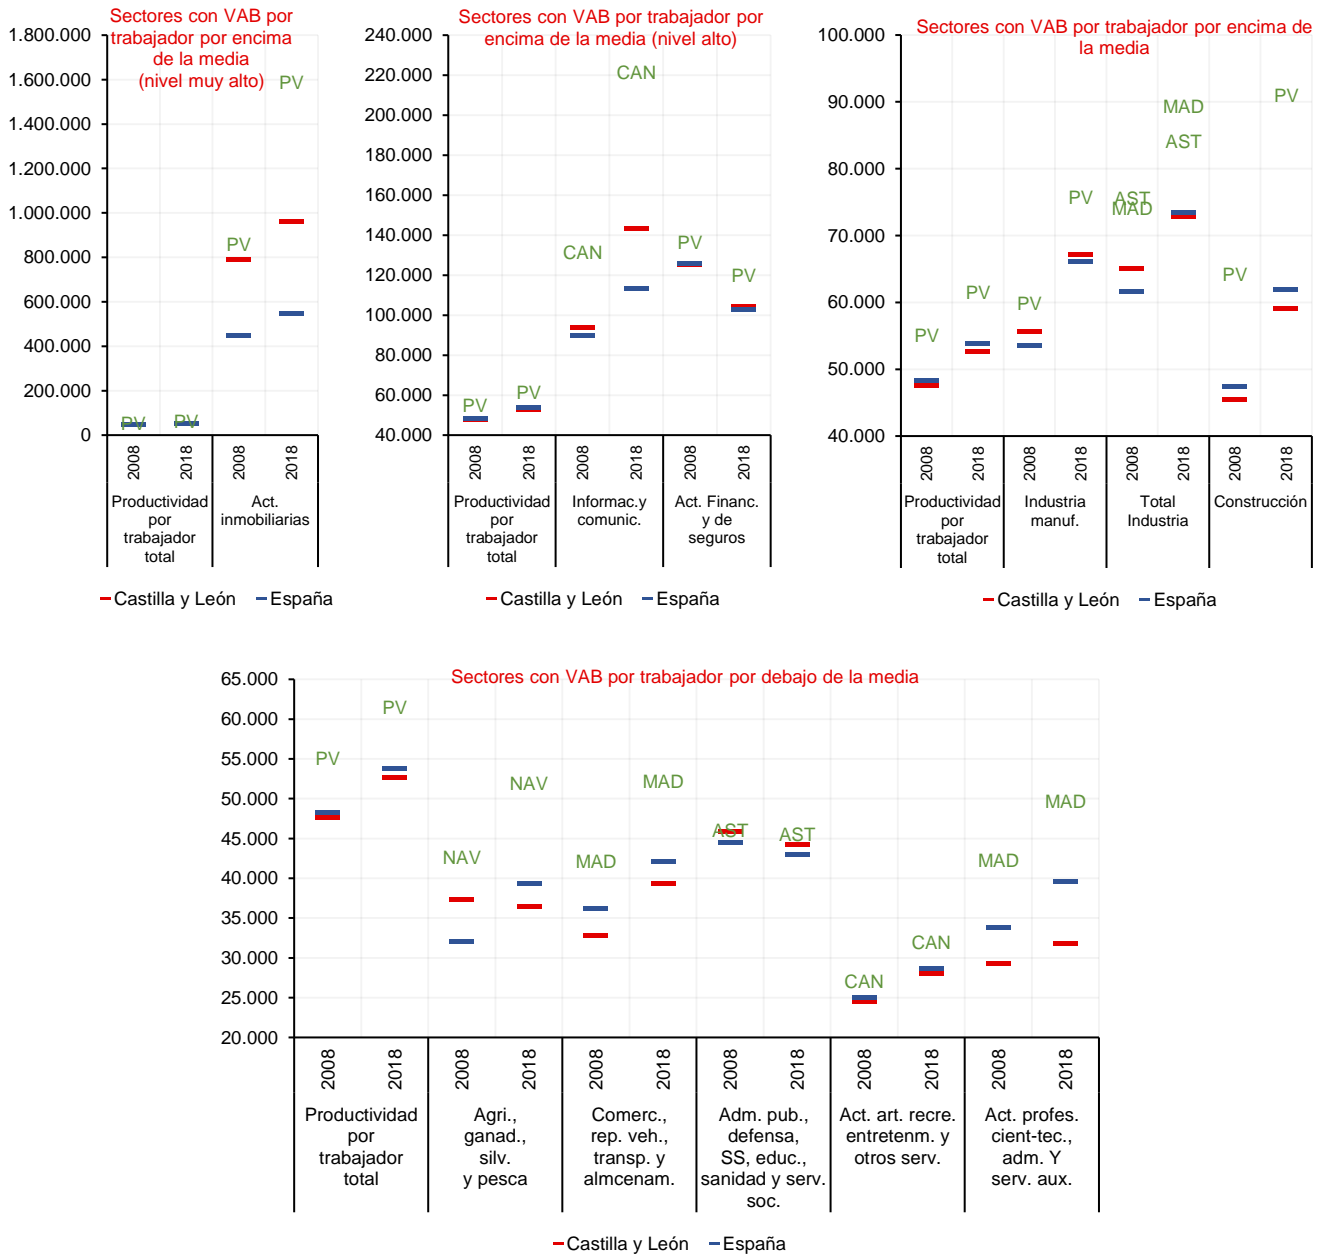 Sectores con VAB por
trabajador por encima
de la media
(nivel muy alto)
1.800.000
1.600.000
1.400.000
1.200.000
1.000.000
800.000
600.000
400.000
200.000
0
PV
PV
PV
PV
2008
2018
2008
2018
Productividad
por
trabajador
total
Act.
inmobiliarias
Castilla y León
España
Sectores con VAB por trabajador por
encima de la media (nivel alto)
240.000
220.000
200.000
180.000
160.000
140.000
120.000
100.000
80.000
60.000
40.000
PV
PV
CAN
CAN
PV
PV
2008
2018
2008
2018
2008
2018
Productividad
por
trabajador
total
Informac.y
comunic.
Act. Financ.
y de
seguros
Castilla y León
España
Sectores con VAB por trabajador por encima de
la media
100.000
90.000
80.000
70.000
60.000
50.000
40.000
PV
PV
PV
PV
AST
MAD
MAD
AST
PV
PV
2008
2018
2008
2018
2008
2018
2008
2018
Productividad
por
trabajador
total
Industria
manuf.
Total
Industria
Construcción
Castilla y León
España
Sectores con VAB por trabajador por debajo de la media
65.000
60.000
55.000
50.000
45.000
40.000
35.000
30.000
25.000
20.000
PV
PV
NAV
NAV
MAD
MAD
AST
AST
CAN
CAN
MAD
MAD
2008
2018
2008
2018
2008
2018
2008
2018
2008
2018
2008
2018
Productividad
por
trabajador
total
Agri.,
ganad.,
silv.
y pesca
Comerc.,
rep. veh.,
transp. y
almcenam.
Adm. pub.,
defensa,
SS, educ.,
sanidad y serv.
soc.
Act. art. recre.
entretenm. y
otros serv.
Act. profes.
cient-tec.,
adm. Y
serv. aux.
Castilla y León
España